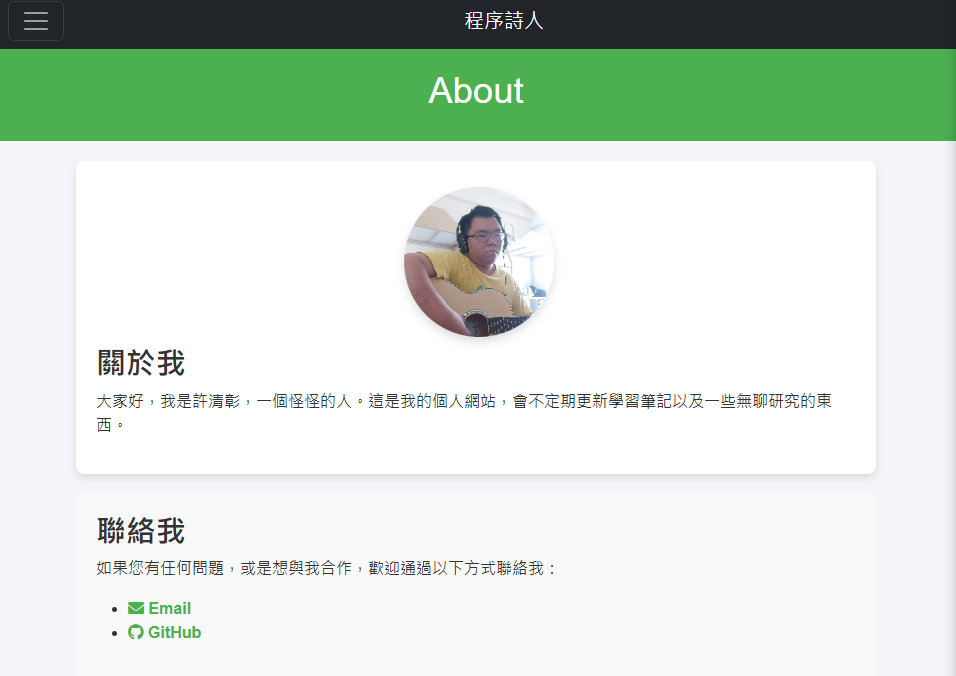 程序詩人
About
關於我
大家好，我是許清彰，一個怪怪的人。這是我的個人網站，會不定期更新學習筆記以及一些無聊研究的東
西。
聯絡我
如果您有任何問題，或是想與我合作，歡迎通過以下方式聯絡我：
Email
GitHub